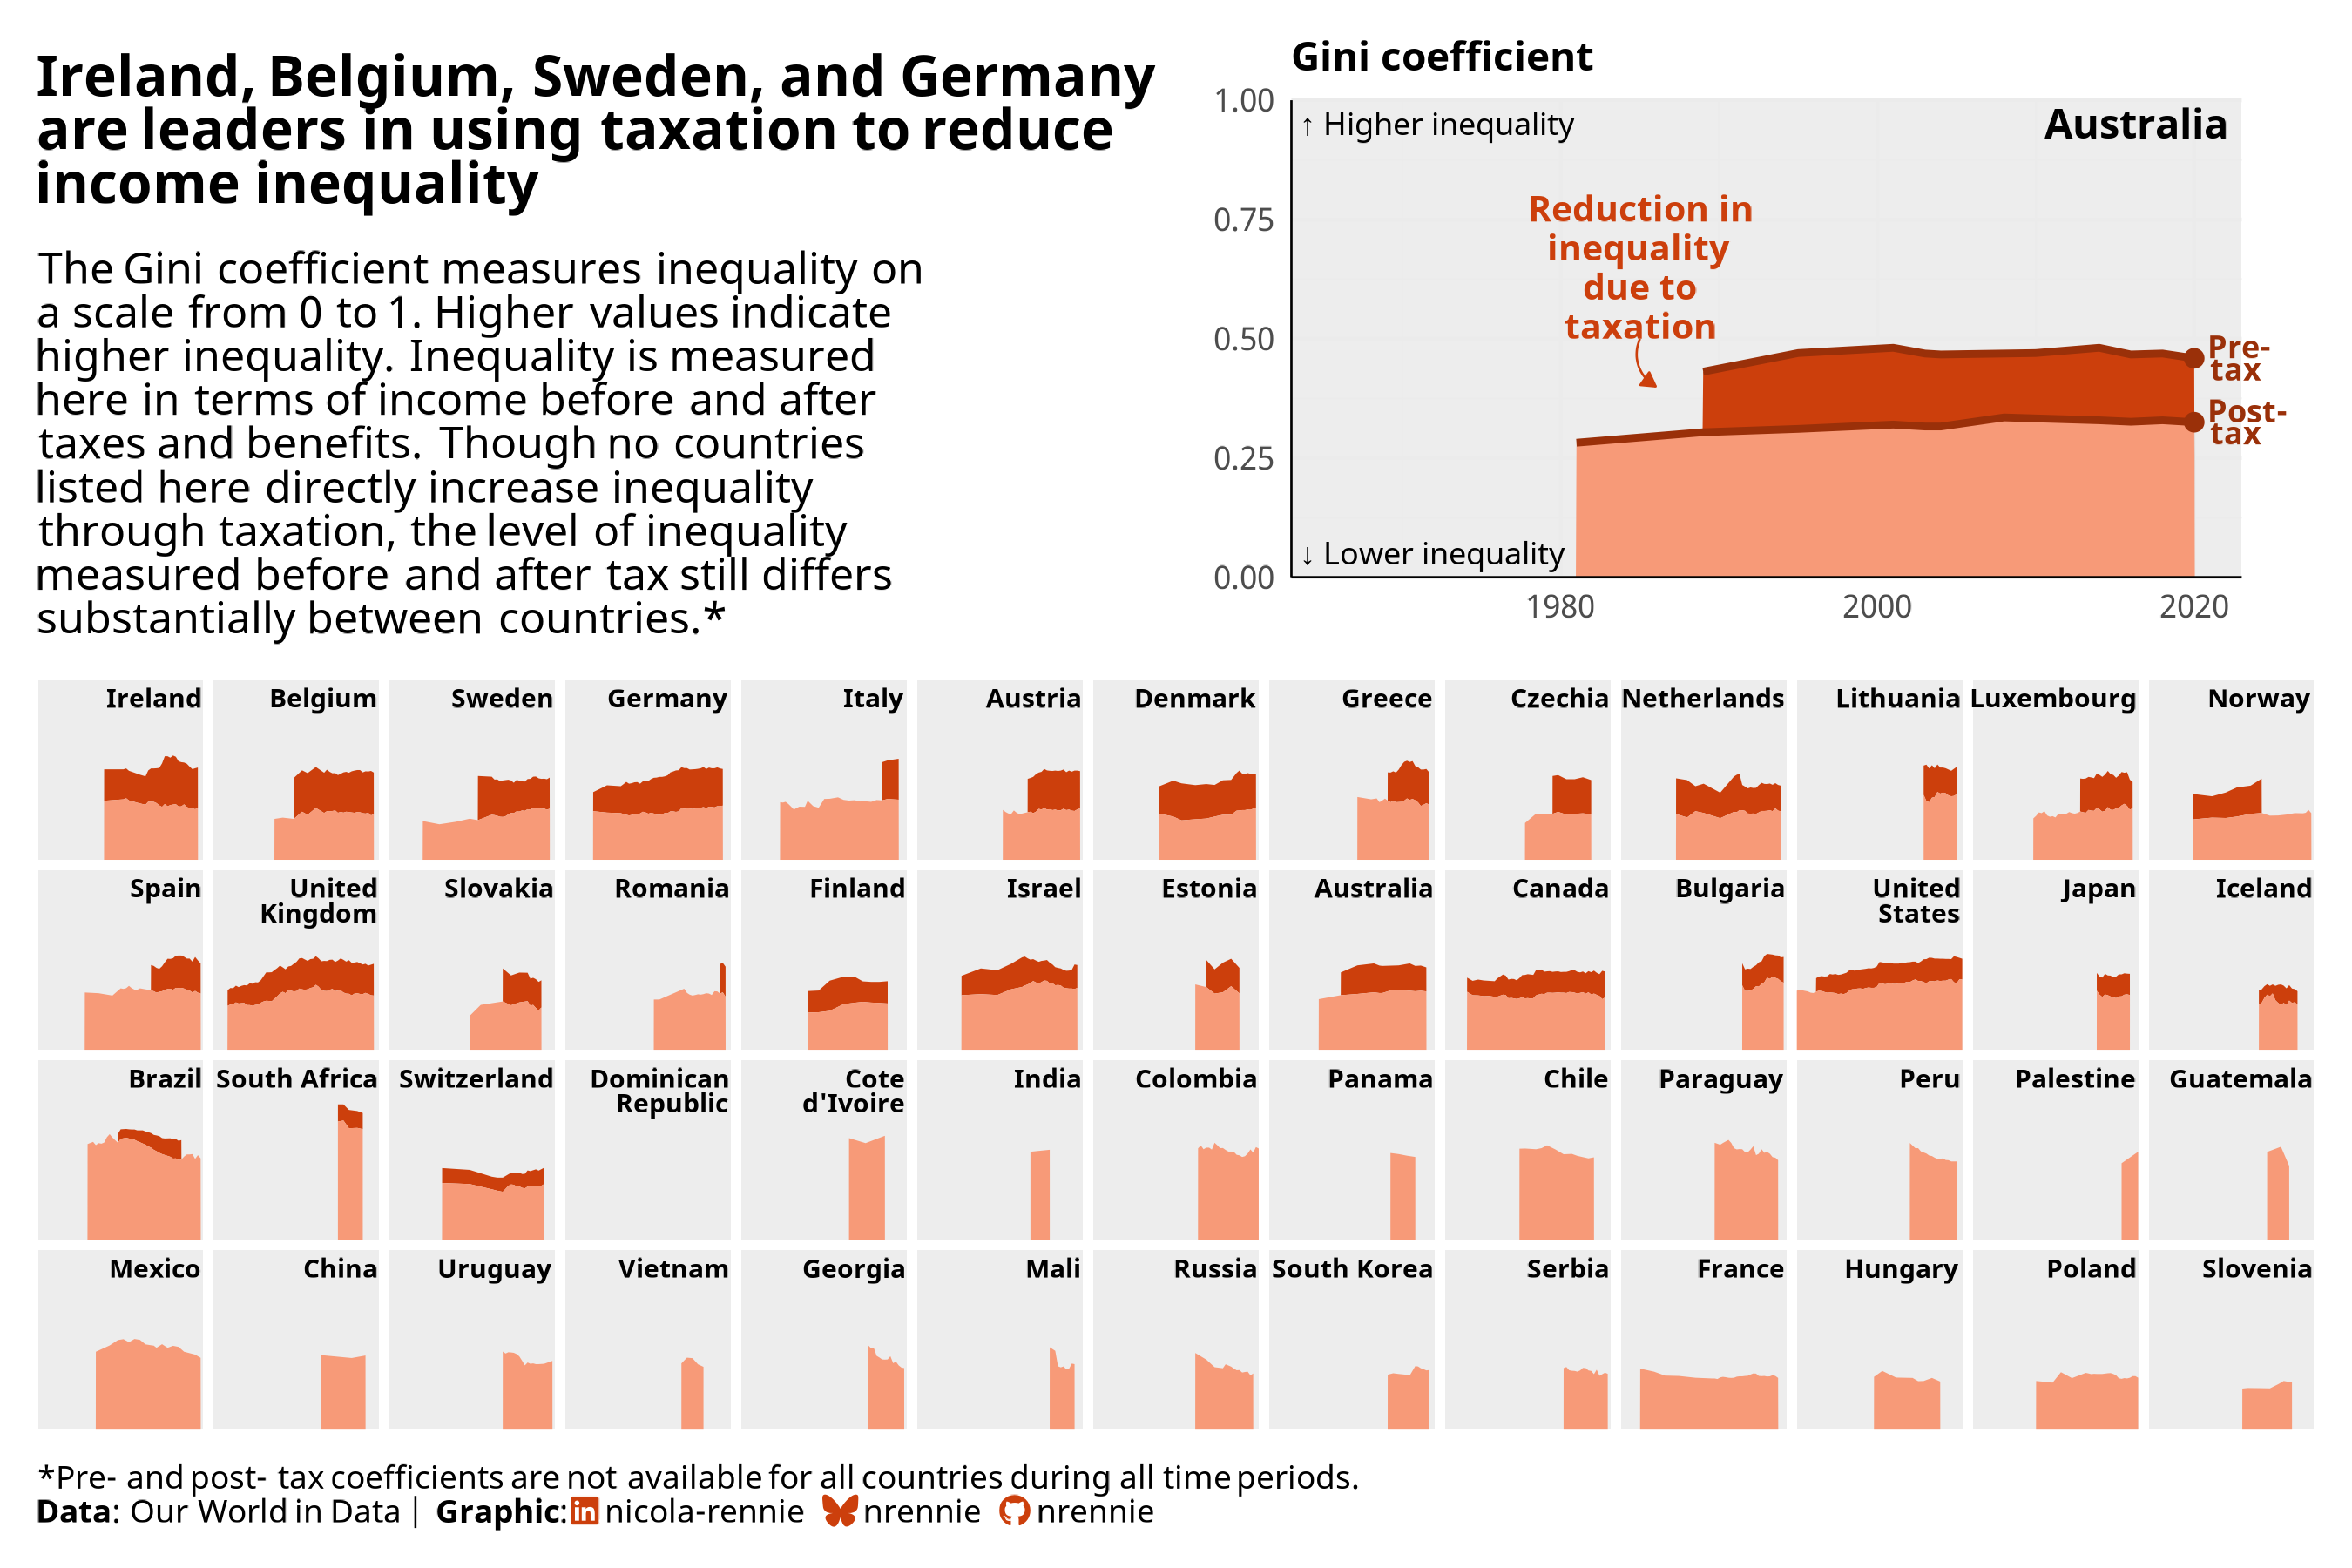 Ireland, Belgium, Sweden, and Germany
are leaders in using taxation to reduce
income inequality
The Gini coefficient measures inequality on
a scale from 0 to 1. Higher values indicate
higher inequality. Inequality is measured
here in terms of income before and after
taxes and benefits. Though no countries
listed here directly increase inequality
through taxation, the level of inequality
measured before and after tax still differs
substantially between countries.*
Gini coefficient
1.00
0.75
0.50
0.25
0.00
↑ Higher inequality
Australia
Reduction in
inequality
due to
taxation
Pre-
tax
Post-
tax
↓ Lower inequality
1980 2000 2020
Ireland Belgium Sweden Germany Italy Austria Denmark Greece Czechia Netherlands Lithuania Luxembourg Norway
Spain United Kingdom Slovakia Romania Finland Israel Estonia Australia Canada Bulgaria United States Japan Iceland
Brazil South Africa Switzerland Dominican Republic Cote d'Ivoire India Colombia Panama Chile Paraguay Peru Palestine Guatemala
Mexico China Uruguay Vietnam Georgia Mali Russia South Korea Serbia France Hungary Poland Slovenia
*Pre- and post- tax coefficients are not available for all countries during all time periods.
Data: Our World in Data | Graphic: nicola-rennie nrennie nrennie